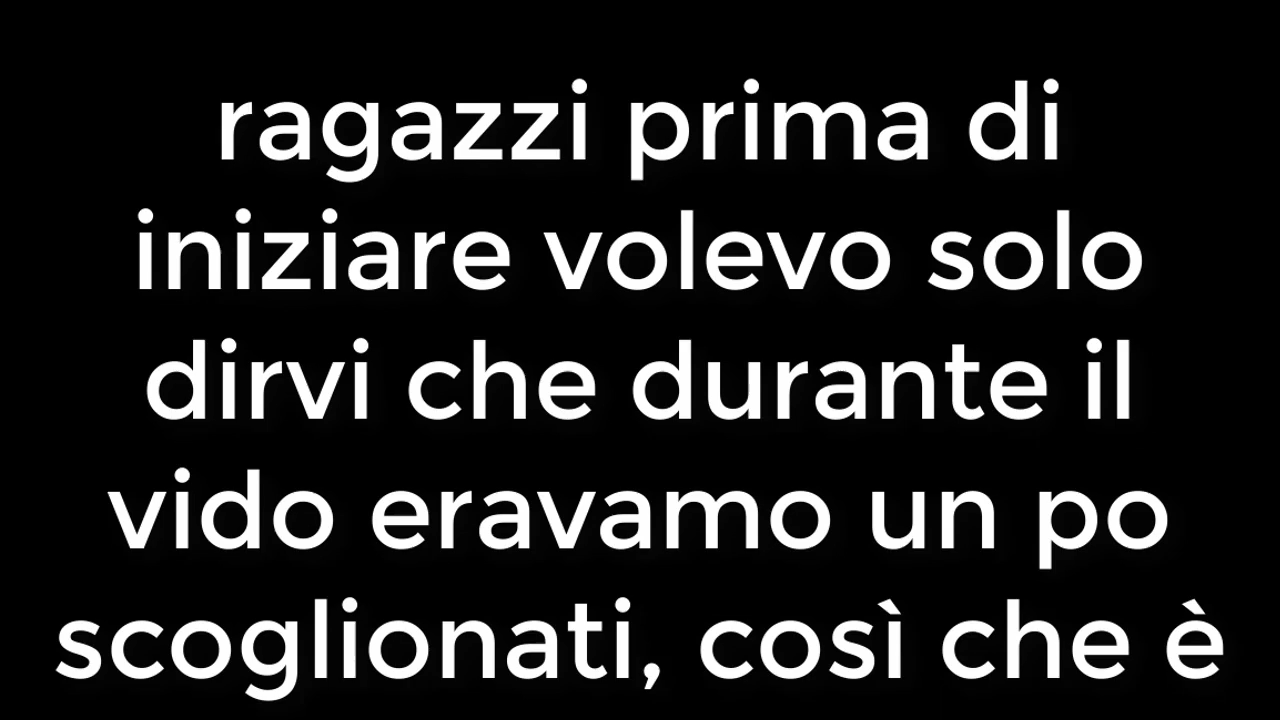 ragazzi prima di
iniziare volevo solo
dirvi che durante il
vido eravamo un po
scoglionati, così che è